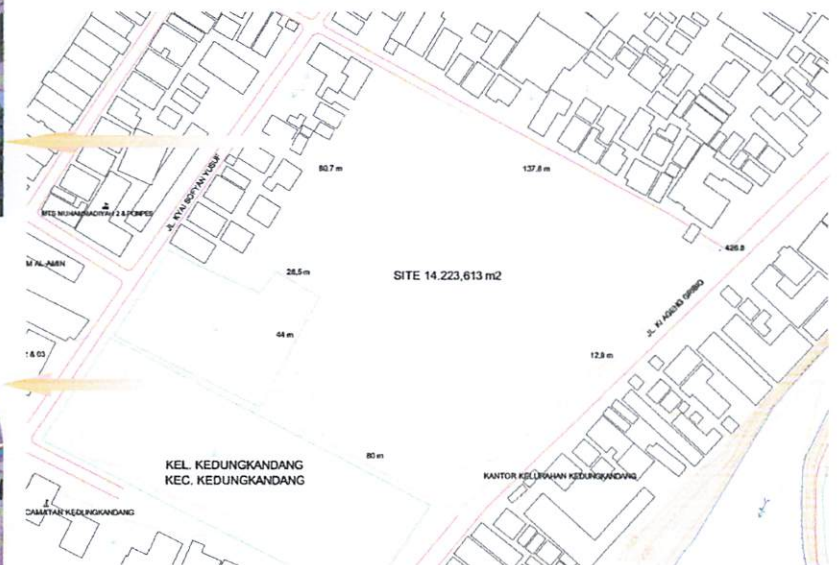 80,7 m
137,8 m
JL. KYAI SOFYAN YUSUF
MTS MUHAMMADIYAH 2 & PONPES
M AL-AMIN
28,5 m
SITE 14.223,613 m2
426.8
JL. KI AGENG GRIBIG
44 m
1 & 03
12,9 m
80 m
KEL. KEDUNGKANDANG
KEC. KEDUNGKANDANG
KANTOR KELURAHAN KEDUNGKANDANG
CAMATAN KEDUNGKANDANG